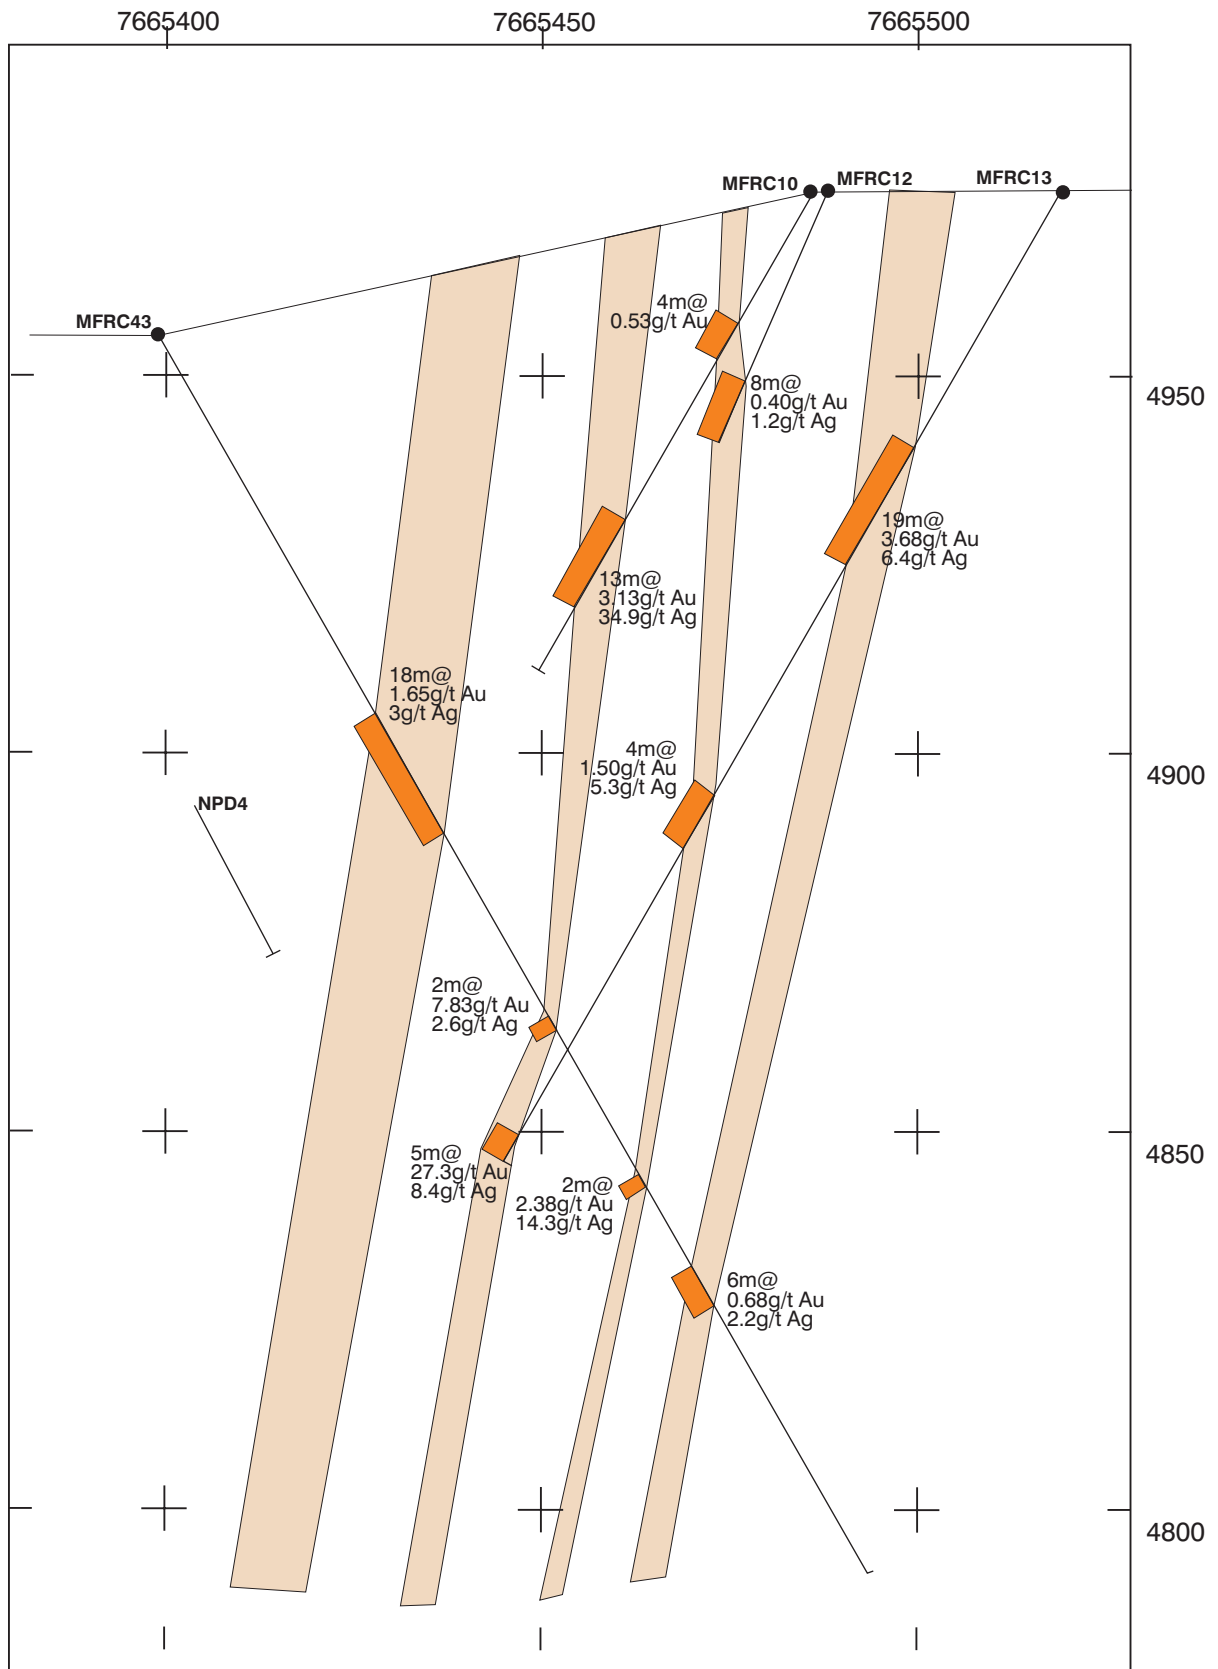 7665400
7665450
7665500
MFRC10
MFRC12
MFRC13
MFRC43
4m@
0.53g/t Au
8m@
0.40g/t Au
1.2g/t Ag
4950
19m@
3.68g/t Au
6.4g/t Ag
13m@
3.13g/t Au
34.9g/t Ag
18m@
1.65g/t Au
3g/t Ag
4m@
1.50g/t Au
5.3g/t Ag
4900
NPD4
2m@
7.83g/t Au
2.6g/t Ag
5m@
27.3g/t Au
8.4g/t Ag
2m@
2.38g/t Au
14.3g/t Ag
4850
6m@
0.68g/t Au
2.2g/t Ag
4800